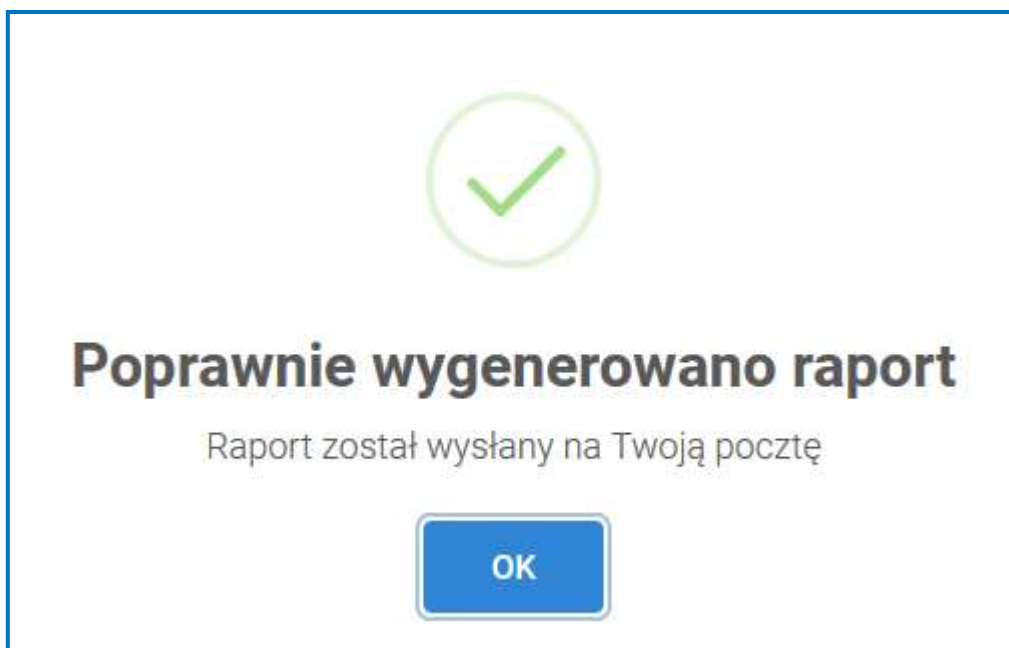 Poprawnie wygenerowano raport
Raport został wysłany na Twoją pocztę
OK